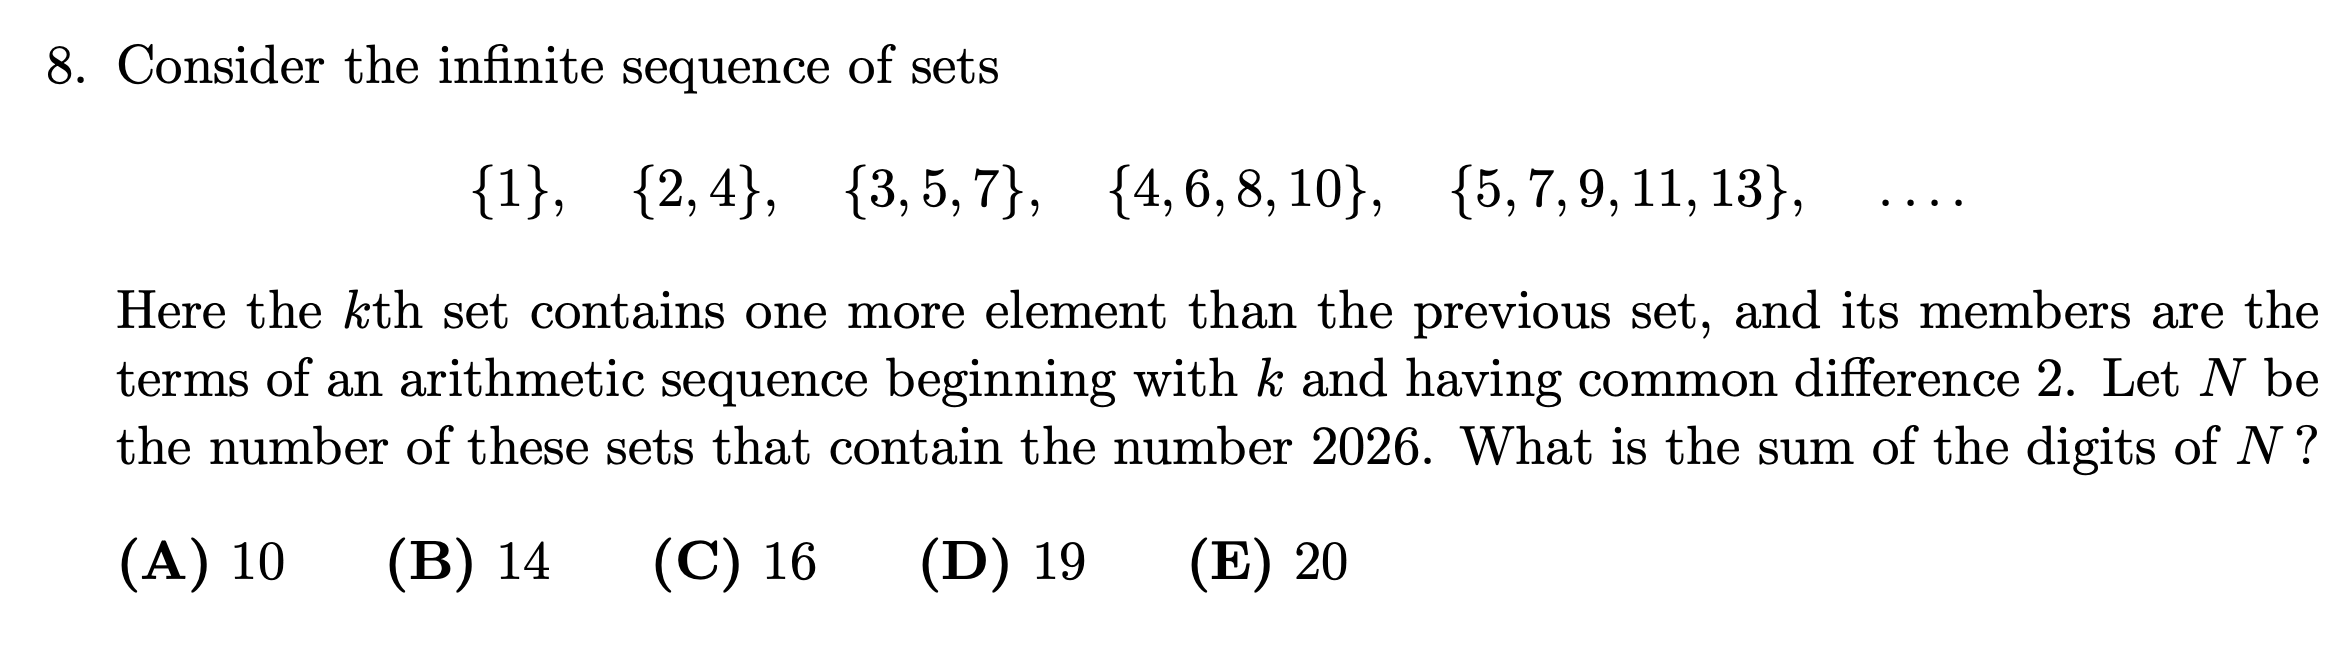 8. Consider the infinite sequence of sets
{1}, {2, 4}, {3, 5, 7}, {4, 6, 8, 10}, {5, 7, 9, 11, 13}, ....
Here the kth set contains one more element than the previous set, and its members are the
terms of an arithmetic sequence beginning with k and having common difference 2. Let N be
the number of these sets that contain the number 2026. What is the sum of the digits of N?
(A) 10 (B) 14 (C) 16 (D) 19 (E) 20